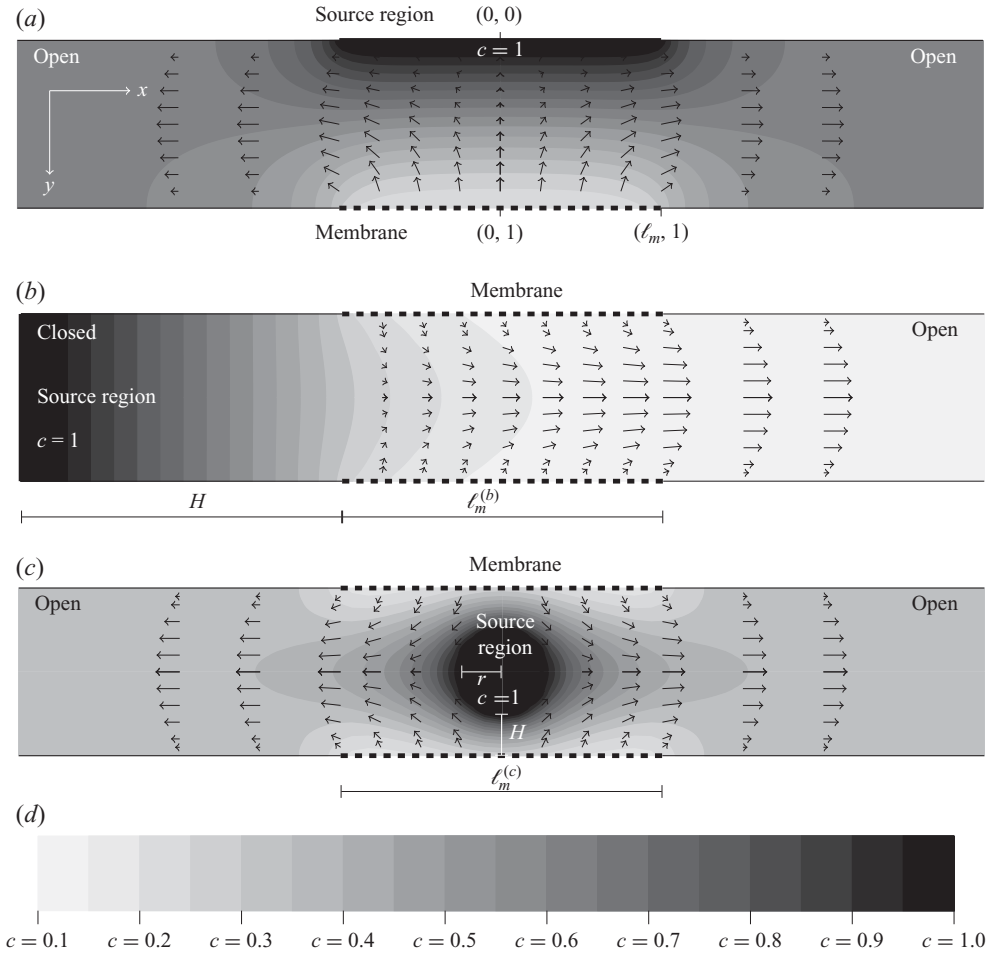 (a)
Source region (0, 0)
Open
c = 1
Open
x
y
Membrane (0, 1) (ℓm, 1)
(b)
Membrane
Closed
Open
Source region
c = 1
H
ℓm(b)
(c)
Membrane
Open
Open
Source
region
r
c = 1
H
ℓm(c)
(d)
c = 0.1 c = 0.2 c = 0.3 c = 0.4 c = 0.5 c = 0.6 c = 0.7 c = 0.8 c = 0.9 c = 1.0